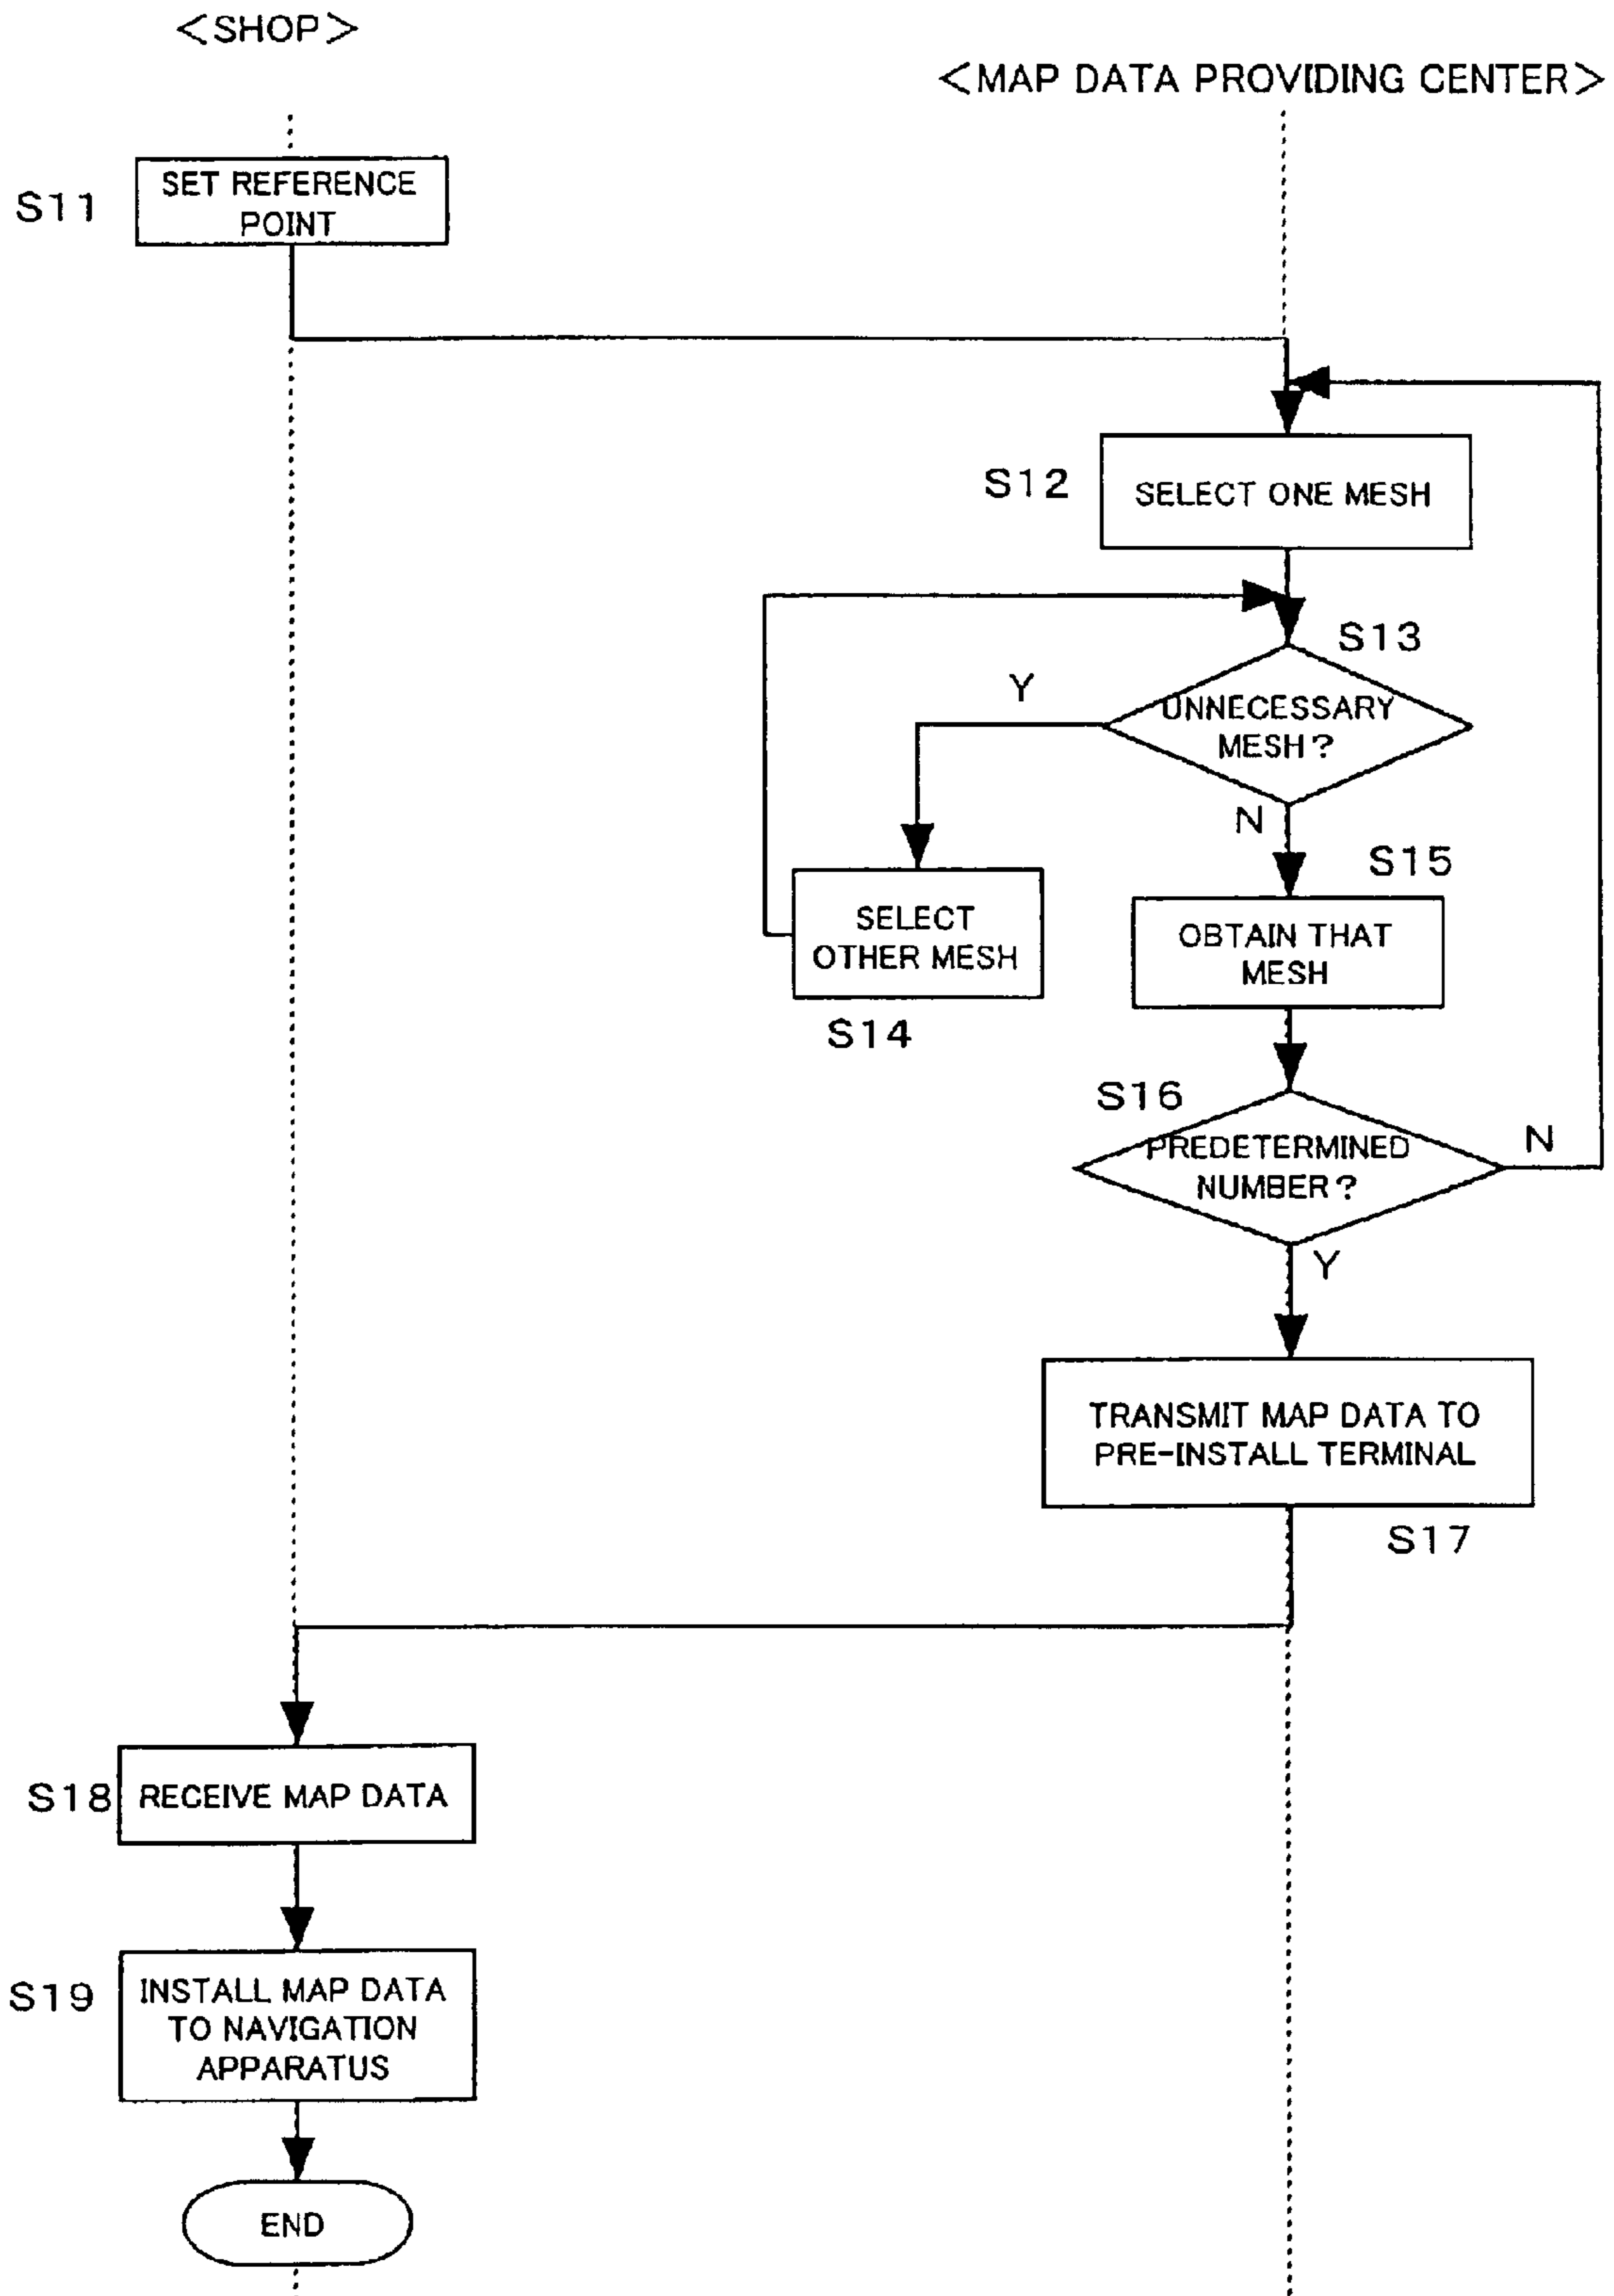 <SHOP>
<MAP DATA PROVIDING CENTER>
S11
SET REFERENCE
POINT
S12
SELECT ONE MESH
S13
Y
UNNECESSARY
MESH?
N
S15
SELECT
OTHER MESH
OBTAIN THAT
MESH
S14
S16
PREDETERMINED
NUMBER?
N
Y
TRANSMIT MAP DATA TO
PRE-INSTALL TERMINAL
S17
S18
RECEIVE MAP DATA
S19
INSTALL MAP DATA
TO NAVIGATION
APPARATUS
END